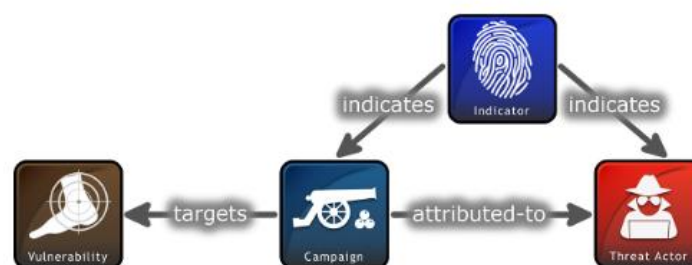 indicates
Indicator
indicates
Vulnerability
targets
Campaign
attributed-to
Threat Actor